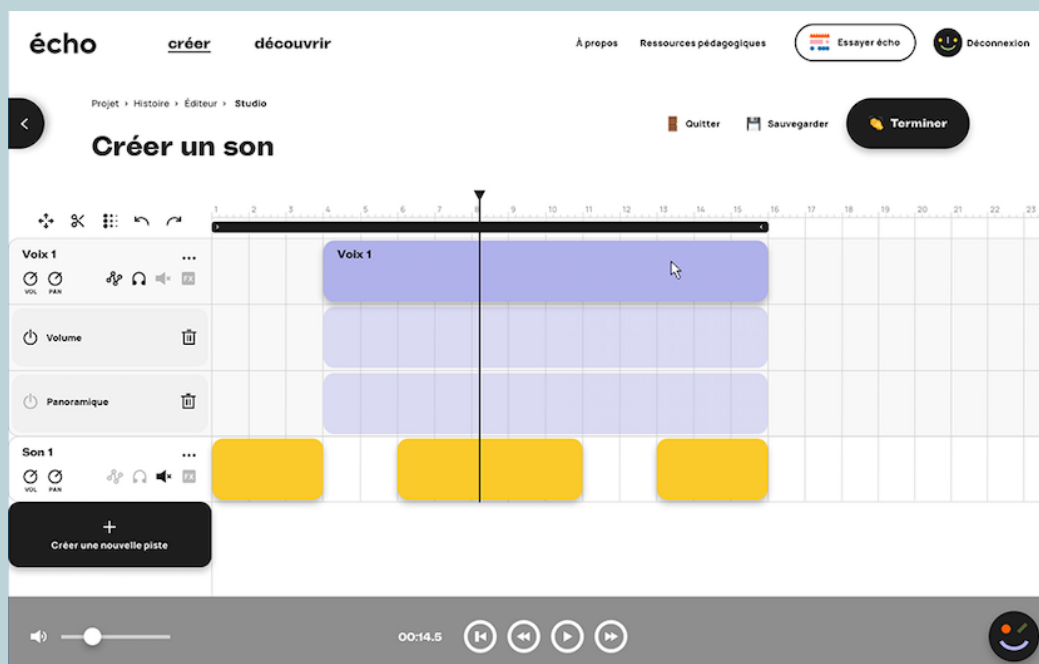 écho créer découvrir À propos Ressources pédagogiques Essayer écho Déconnexion
Projet > Histoire > Éditeur > Studio
Quitter Sauvegarder Terminer
Créer un son
1 2 3 4 5 6 7 8 9 10 11 12 13 14 15 16 17 18 19 20 21 22 23
Voix 1
Voix 1
VOL PAN FX
Volume
Panoramique
Son 1
VOL PAN FX
+
Créer une nouvelle piste
00:14.5